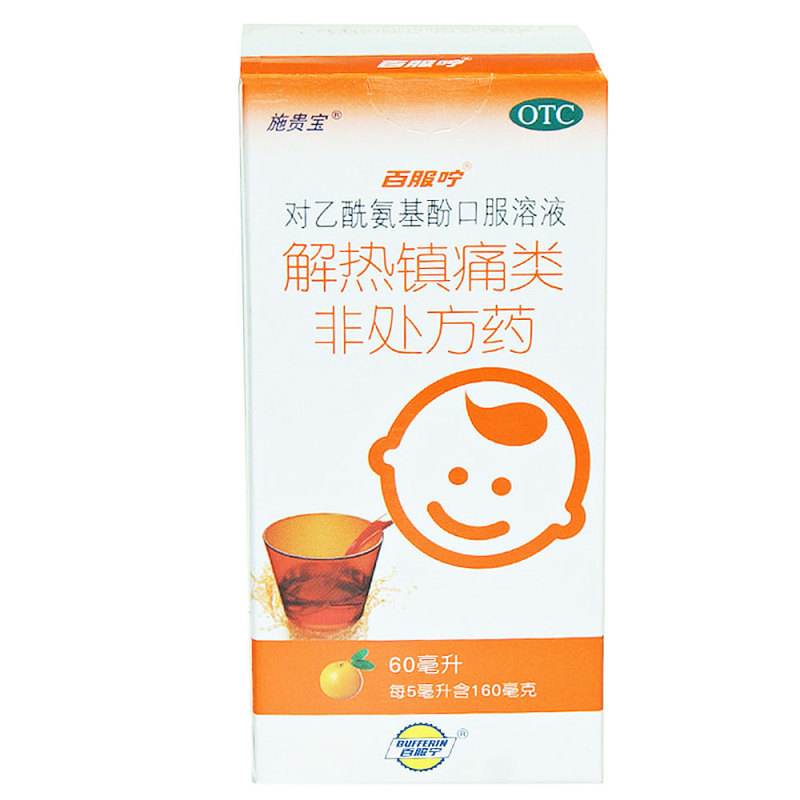 百服咛
施贵宝®
OTC
百服咛®
对乙酰氨基酚口服溶液
解热镇痛类
非处方药
60毫升
每5毫升含160毫克
BUFFERIN®
百服宁